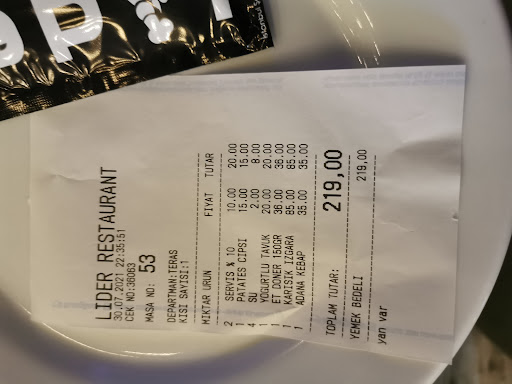 LIDER RESTAURANT
30.07.2021 22:35:51
CEK NO:36063
MASA NO: 53
DEPARTMAN:TERAS
KISI SAYISI:1
MIKTAR URUN FIYAT TUTAR
2 SERVIS % 10 10.00 20.00
1 PATATES CIPSI 15.00 15.00
4 SU 2.00 8.00
1 YOGURTLU TAVUK 20.00 20.00
1 ET DONER 150GR 36.00 36.00
1 KARISIK IZGARA 85.00 85.00
1 ADANA KEBAP 35.00 35.00
TOPLAM TUTAR: 219,00
YEMEK BEDELI 219,00
yan var